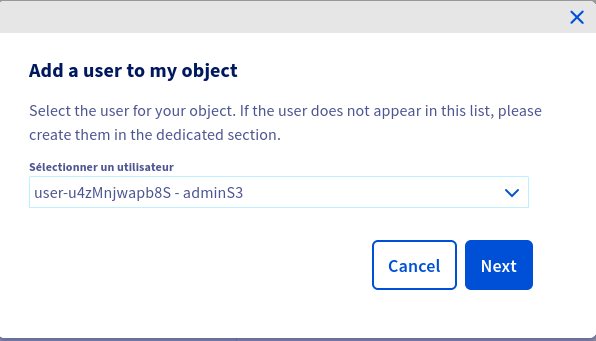 Add a user to my object
Select the user for your object. If the user does not appear in this list, please
create them in the dedicated section.
Sélectionner un utilisateur
user-u4zMnjwapb8S - adminS3
Cancel
Next